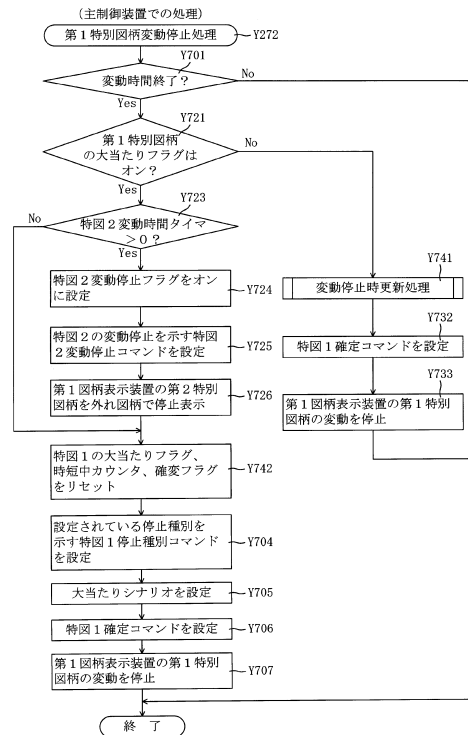 （主制御装置での処理）
第1特別図柄変動停止処理
Y272
Y701
変動時間終了？
No
Yes
Y721
第1特別図柄
の大当たりフラグは
オン？
No
Yes
Y723
特図2変動時間タイマ
＞0？
No
Yes
特図2変動停止フラグをオン
に設定
Y724
特図2の変動停止を示す特図
2変動停止コマンドを設定
Y725
第1図柄表示装置の第2特別
図柄を外れ図柄で停止表示
Y726
Y741
変動停止時更新処理
Y732
特図1確定コマンドを設定
Y733
第1図柄表示装置の第1特別
図柄の変動を停止
特図1の大当たりフラグ、
時短中カウンタ、確変フラグ
をリセット
Y742
設定されている停止種別を
示す特図1停止種別コマンド
を設定
Y704
大当たりシナリオを設定
Y705
特図1確定コマンドを設定
Y706
第1図柄表示装置の第1特別
図柄の変動を停止
Y707
終 了